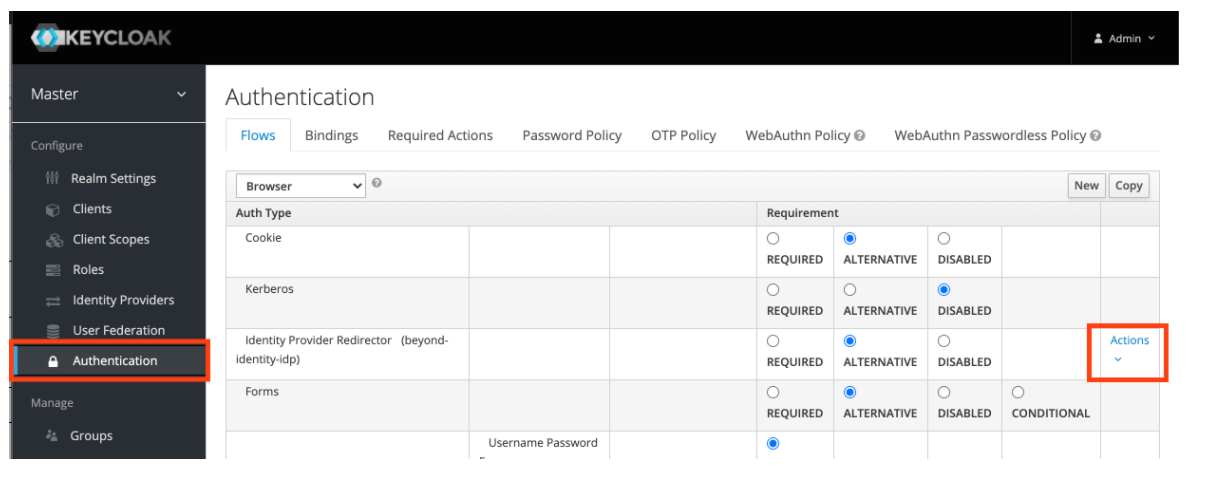 KEYCLOAK
Admin
Master
Authentication
Flows Bindings Required Actions Password Policy OTP Policy WebAuthn Policy WebAuthn Passwordless Policy
Configure
Realm Settings
Clients
Client Scopes
Roles
Identity Providers
User Federation
Authentication
Manage
Groups
Browser New Copy
Auth Type Requirement
Cookie
REQUIRED ALTERNATIVE DISABLED
Kerberos
REQUIRED ALTERNATIVE DISABLED
Identity Provider Redirector (beyond-
identity-idp)
REQUIRED ALTERNATIVE DISABLED
Actions
Forms
REQUIRED ALTERNATIVE DISABLED CONDITIONAL
Username Password